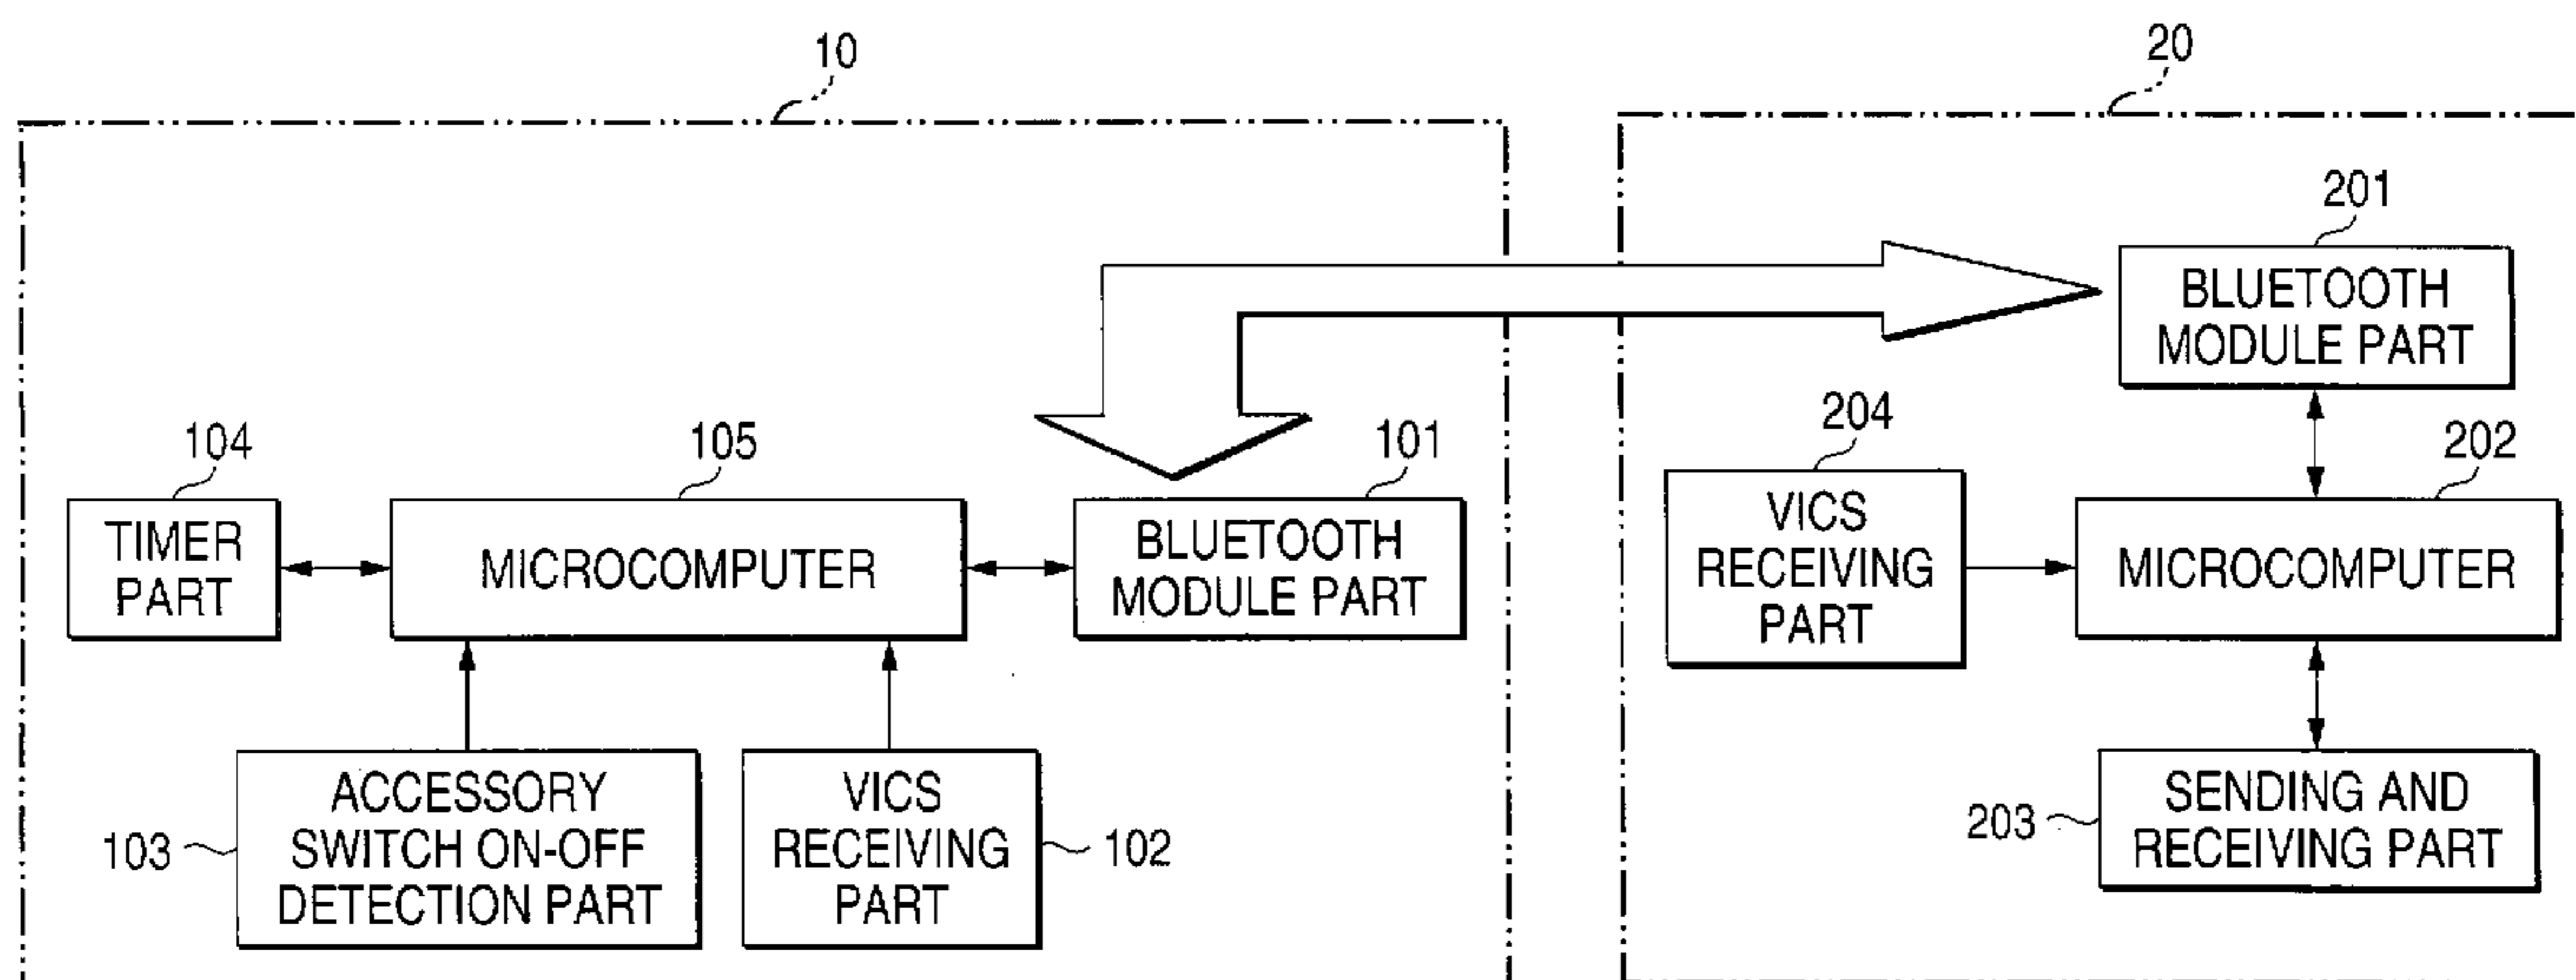 10
20
201
BLUETOOTH
MODULE PART
104
105
101
204
202
TIMER
PART
MICROCOMPUTER
BLUETOOTH
MODULE PART
VICS
RECEIVING
PART
MICROCOMPUTER
103
ACCESSORY
SWITCH ON-OFF
DETECTION PART
VICS
RECEIVING
PART
102
203
SENDING AND
RECEIVING PART